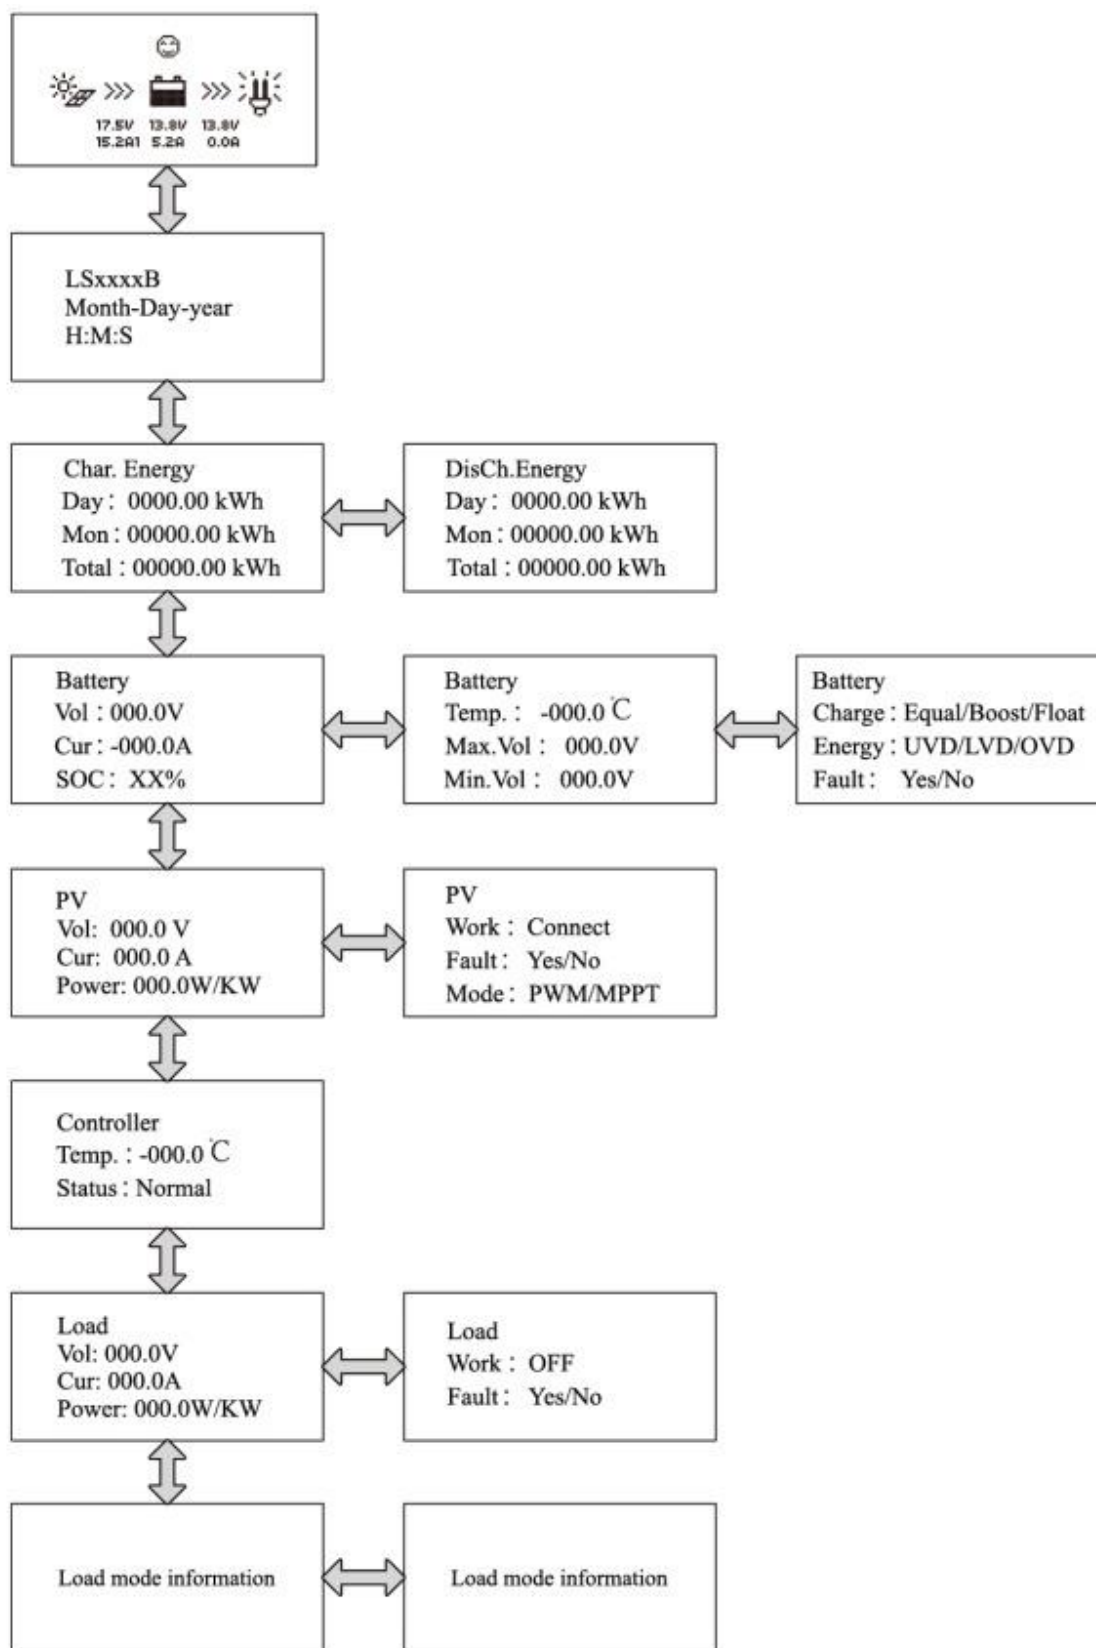 17.5V 13.8V 13.8V
15.2A1 5.2A 0.0A
LSxxxxB
Month-Day-year
H:M:S
Char. Energy
Day: 0000.00 kWh
Mon: 00000.00 kWh
Total: 00000.00 kWh
DisCh.Energy
Day: 0000.00 kWh
Mon: 00000.00 kWh
Total: 00000.00 kWh
Battery
Vol: 000.0V
Cur: -000.0A
SOC: XX%
Battery
Temp.: -000.0℃
Max.Vol: 000.0V
Min.Vol: 000.0V
Battery
Charge: Equal/Boost/Float
Energy: UVD/LVD/OVD
Fault: Yes/No
PV
Vol: 000.0 V
Cur: 000.0 A
Power: 000.0W/KW
PV
Work: Connect
Fault: Yes/No
Mode: PWM/MPPT
Controller
Temp.: -000.0℃
Status: Normal
Load
Vol: 000.0V
Cur: 000.0A
Power: 000.0W/KW
Load
Work: OFF
Fault: Yes/No
Load mode information
Load mode information